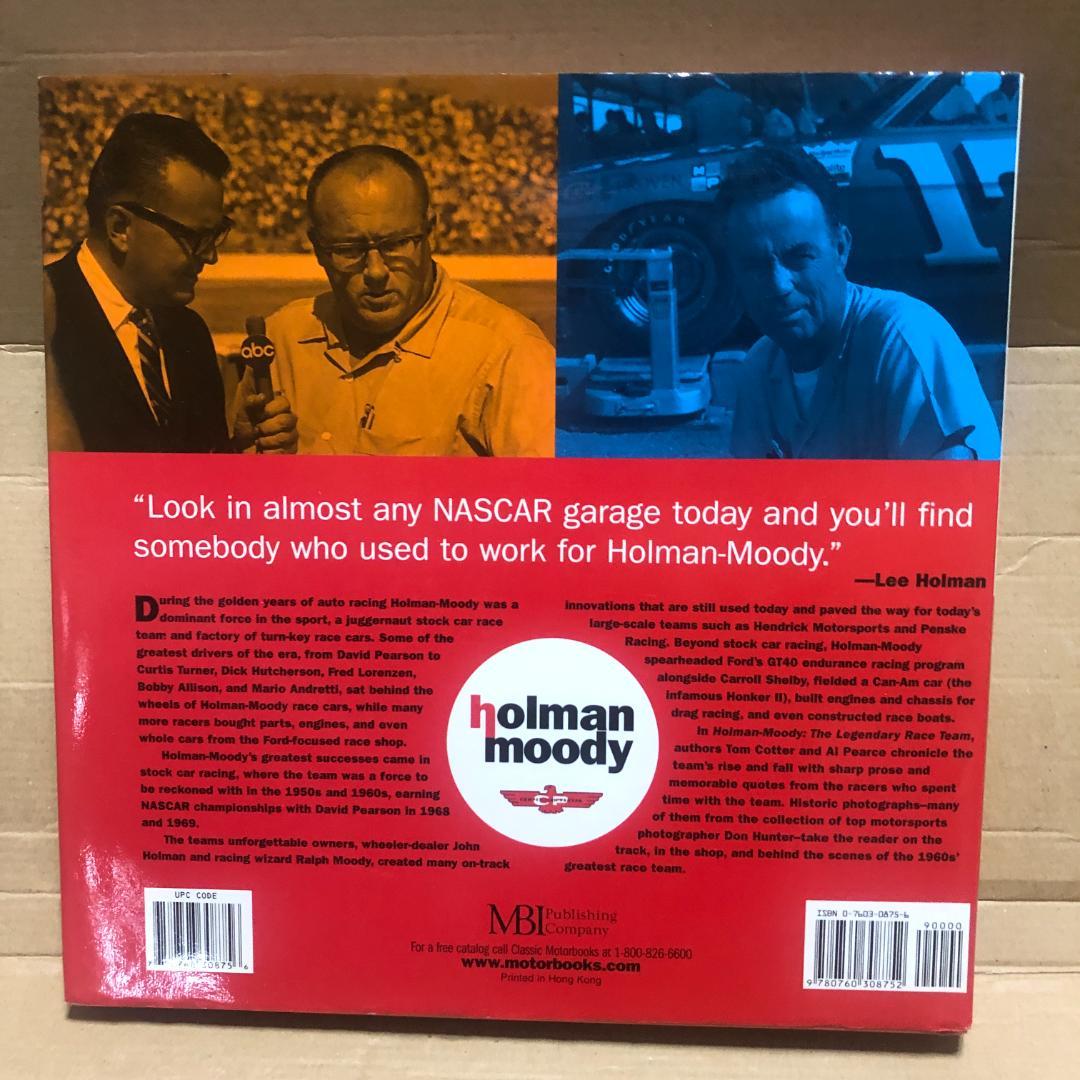 abc
GOODYEAR
17
“Look in almost any NASCAR garage today and you’ll find
somebody who used to work for Holman-Moody.”
—Lee Holman
During the golden years of auto racing Holman-Moody was a
dominant force in the sport, a juggernaut stock car race
team and factory of turn-key race cars. Some of the
greatest drivers of the era, from David Pearson to
Curtis Turner, Dick Hutcherson, Fred Lorenzen,
Bobby Allison, and Mario Andretti, sat behind the
wheels of Holman-Moody race cars, while many
more racers bought parts, engines, and even
whole cars from the Ford-focused race shop.
Holman-Moody’s greatest successes came in
stock car racing, where the team was a force to
be reckoned with in the 1950s and 1960s, earning
NASCAR championships with David Pearson in 1968
and 1969.
The teams unforgettable owners, wheeler-dealer John
Holman and racing wizard Ralph Moody, created many on-track
innovations that are still used today and paved the way for today’s
large-scale teams such as Hendrick Motorsports and Penske
Racing. Beyond stock car racing, Holman-Moody
spearheaded Ford’s GT40 endurance racing program
alongside Carroll Shelby, fielded a Can-Am car (the
infamous Honker II), built engines and chassis for
drag racing, and even constructed race boats.
In Holman-Moody: The Legendary Race Team,
authors Tom Cotter and Al Pearce chronicle the
team’s rise and fall with sharp prose and
memorable quotes from the racers who spent
time with the team. Historic photographs–many
of them from the collection of top motorsports
photographer Don Hunter–take the reader on the
track, in the shop, and behind the scenes of the 1960s’
greatest race team.
holman
moody
UPC CODE
30875 6
MBI Publishing
Company
For a free catalog call Classic Motorbooks at 1-800-826-6600
www.motorbooks.com
Printed in Hong Kong
ISBN 0-7603-0875-6
90000
9 780760 308752